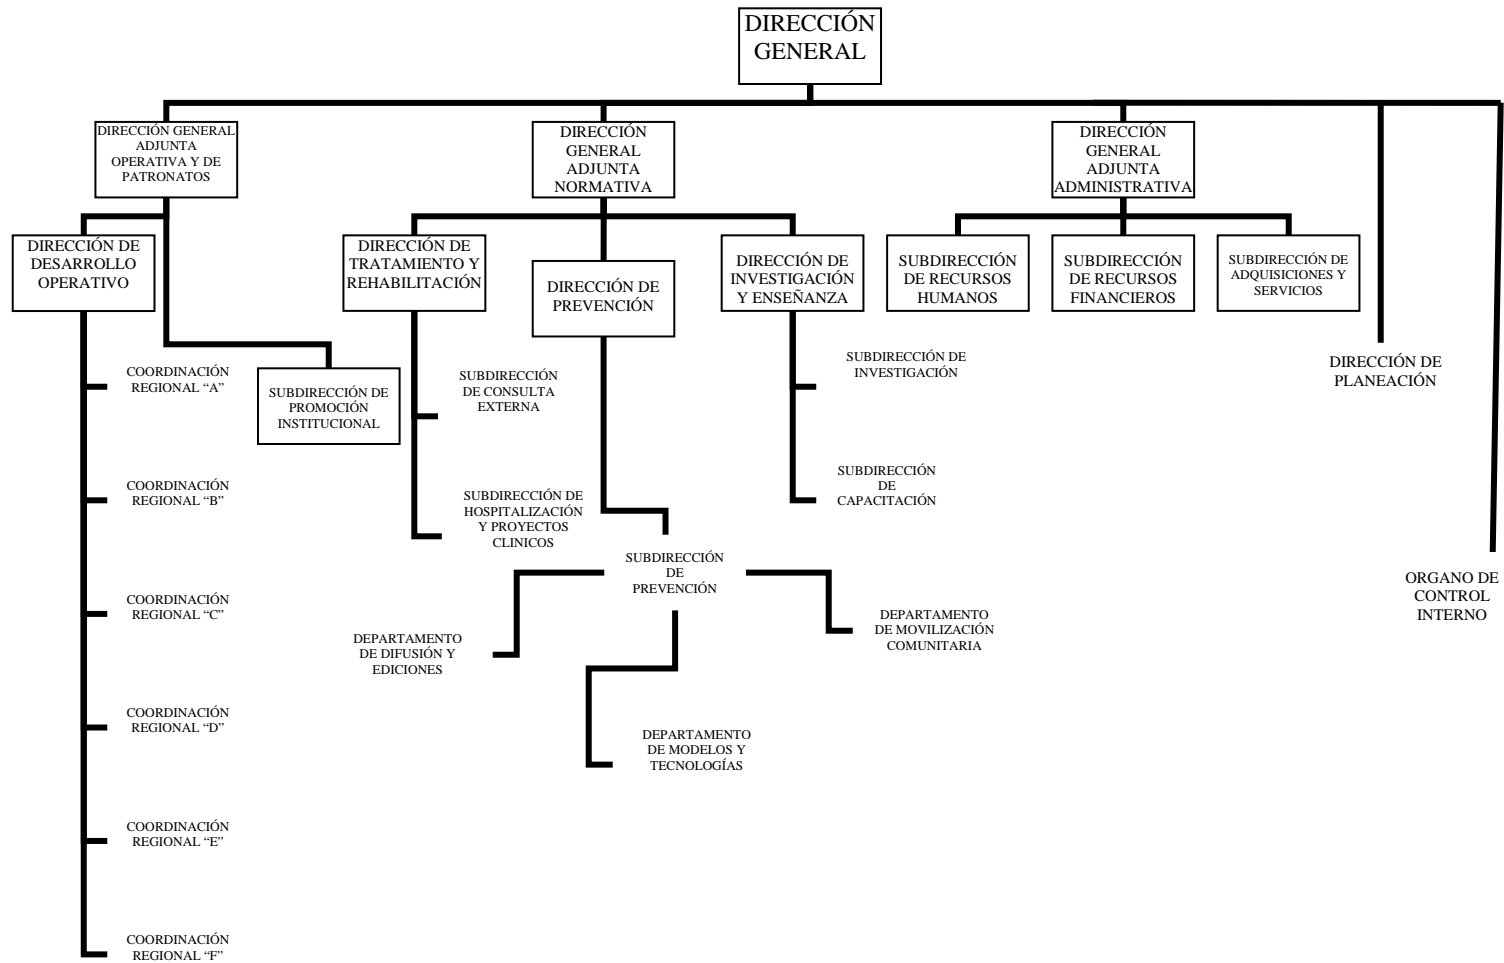 DIRECCIÓN
GENERAL
DIRECCIÓN GENERAL
ADJUNTA
OPERATIVA Y DE
PATRONATOS
DIRECCIÓN
GENERAL
ADJUNTA
NORMATIVA
DIRECCIÓN
GENERAL
ADJUNTA
ADMINISTRATIVA
DIRECCIÓN DE
DESARROLLO
OPERATIVO
DIRECCIÓN DE
TRATAMIENTO Y
REHABILITACIÓN
DIRECCIÓN DE
PREVENCIÓN
DIRECCIÓN DE
INVESTIGACIÓN
Y ENSEÑANZA
SUBDIRECCIÓN
DE RECURSOS
HUMANOS
SUBDIRECCIÓN
DE RECURSOS
FINANCIEROS
SUBDIRECCIÓN DE
ADQUISICIONES Y
SERVICIOS
DIRECCIÓN DE
PLANEACIÓN
COORDINACIÓN
REGIONAL “A”
SUBDIRECCIÓN DE
PROMOCIÓN
INSTITUCIONAL
SUBDIRECCIÓN
DE CONSULTA
EXTERNA
SUBDIRECCIÓN DE
INVESTIGACIÓN
COORDINACIÓN
REGIONAL “B”
SUBDIRECCIÓN DE
HOSPITALIZACIÓN
Y PROYECTOS
CLINICOS
SUBDIRECCIÓN
DE
CAPACITACIÓN
SUBDIRECCIÓN
DE
PREVENCIÓN
ORGANO DE
CONTROL
INTERNO
COORDINACIÓN
REGIONAL “C”
DEPARTAMENTO
DE DIFUSIÓN Y
EDICIONES
DEPARTAMENTO
DE MOVILIZACIÓN
COMUNITARIA
COORDINACIÓN
REGIONAL “D”
DEPARTAMENTO
DE MODELOS Y
TECNOLOGÍAS
COORDINACIÓN
REGIONAL “E”
COORDINACIÓN
REGIONAL “F”